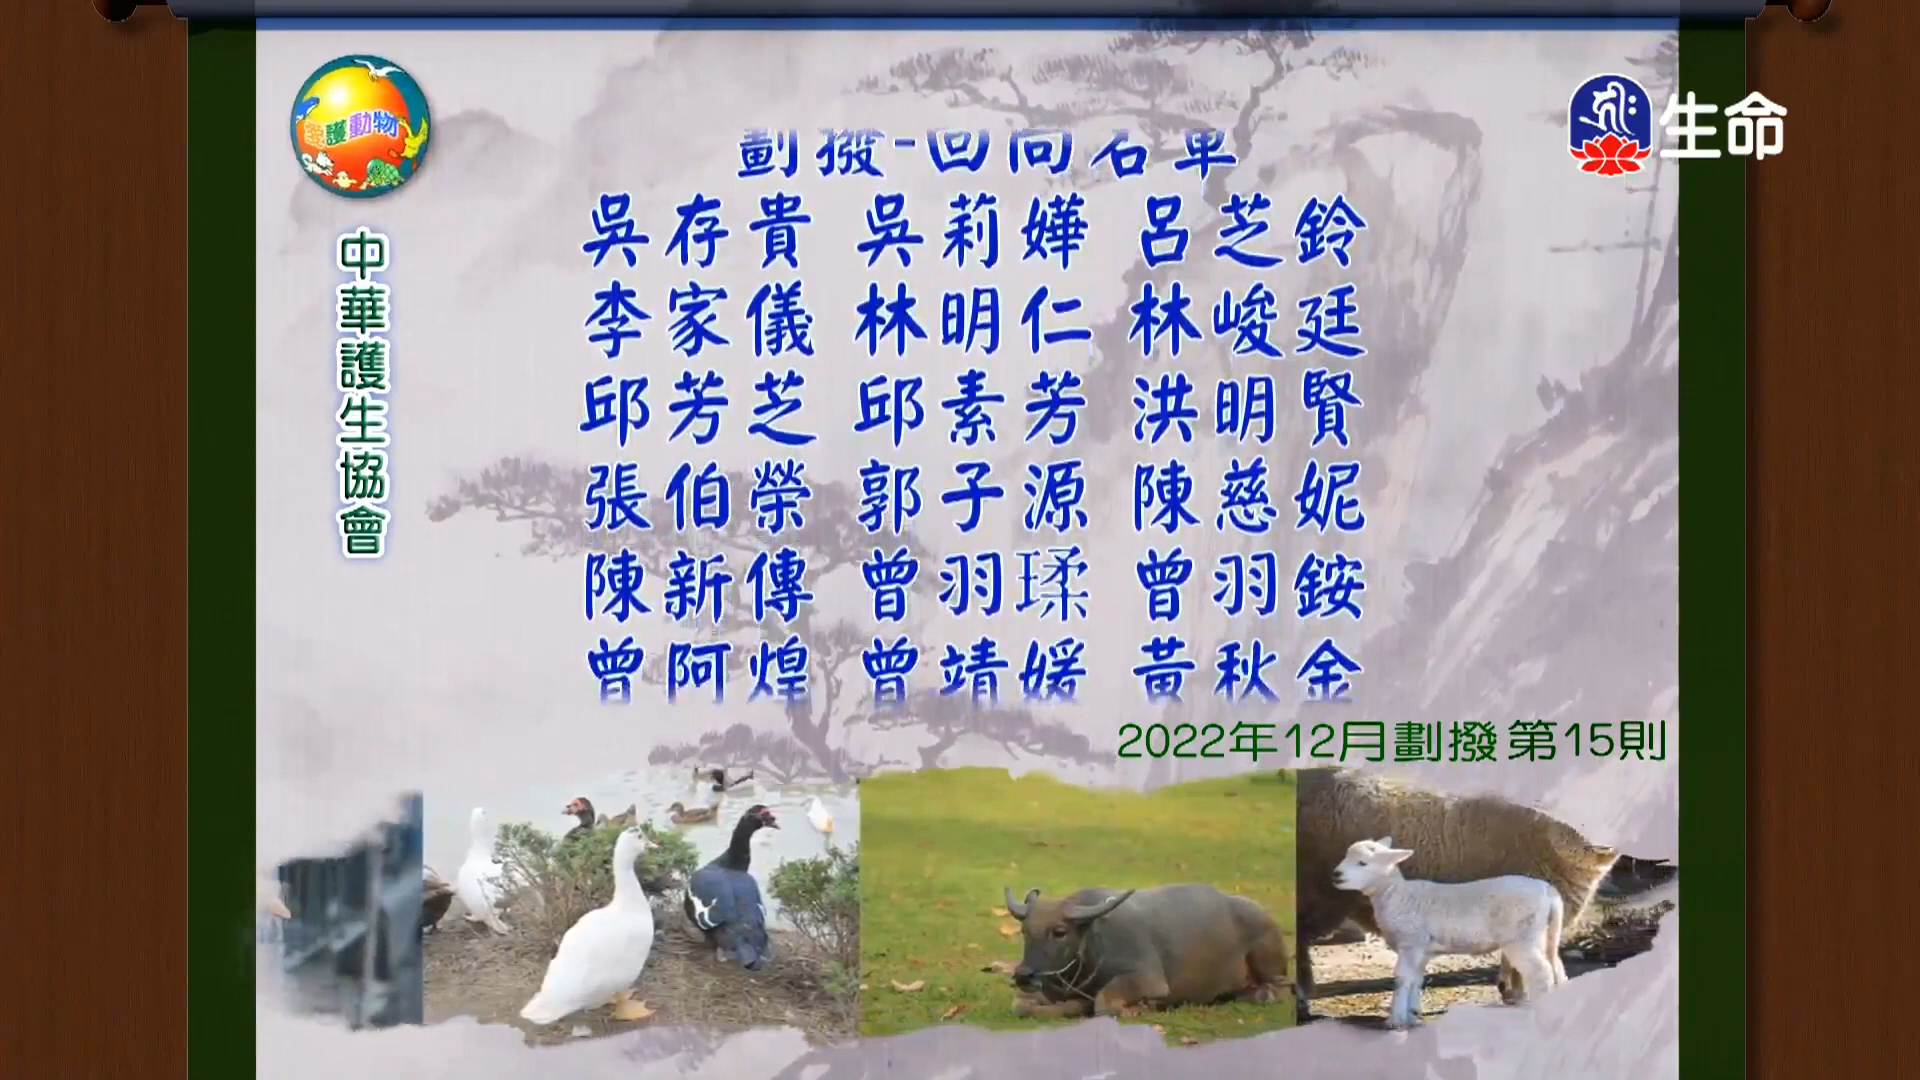 愛護動物
生命
中華護生協會
劃撥-回向名單
吳存貴 吳莉嬅 呂芝鈴
李家儀 林明仁 林峻廷
邱芳芝 邱素芳 洪明賢
張伯榮 郭子源 陳慈妮
陳新傳 曾羽瑈 曾羽銨
曾阿煌 曾靖媛 黃秋金
2022年12月劃撥第15則